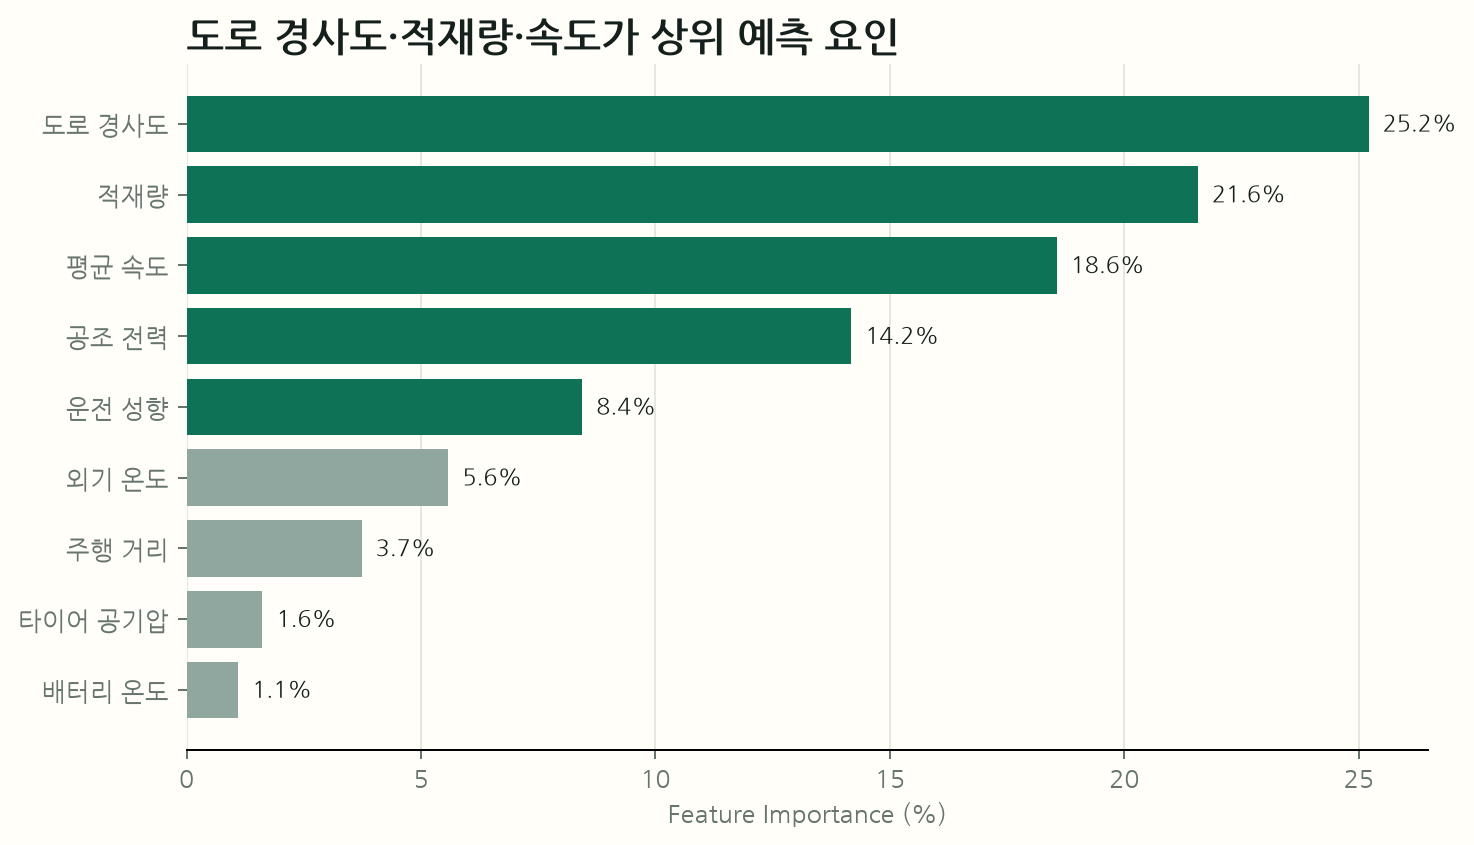 도로 경사도·적재량·속도가 상위 예측 요인
도로 경사도 25.2%
적재량 21.6%
평균 속도 18.6%
공조 전력 14.2%
운전 성향 8.4%
외기 온도 5.6%
주행 거리 3.7%
타이어 공기압 1.6%
배터리 온도 1.1%
0 5 10 15 20 25
Feature Importance (%)